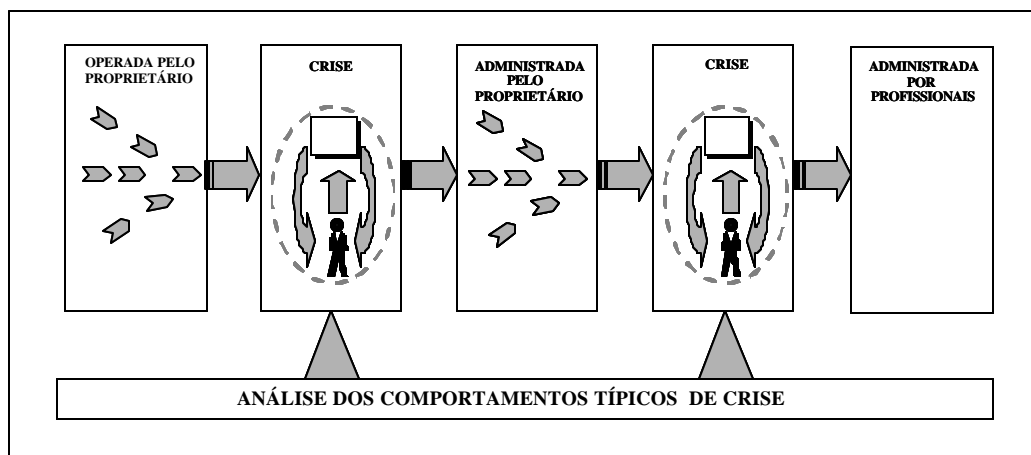 OPERADA PELO
PROPRIETÁRIO
CRISE
ADMINISTRADA
PELO
PROPRIETÁRIO
CRISE
ADMINISTRADA
POR
PROFISSIONAIS
ANÁLISE DOS COMPORTAMENTOS TÍPICOS DE CRISE